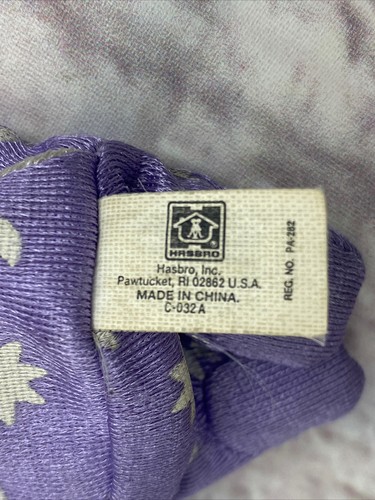 HASBRO
Hasbro, Inc.
Pawtucket, RI 02862 U.S.A.
MADE IN CHINA.
C-032A
REG. NO. PA-282